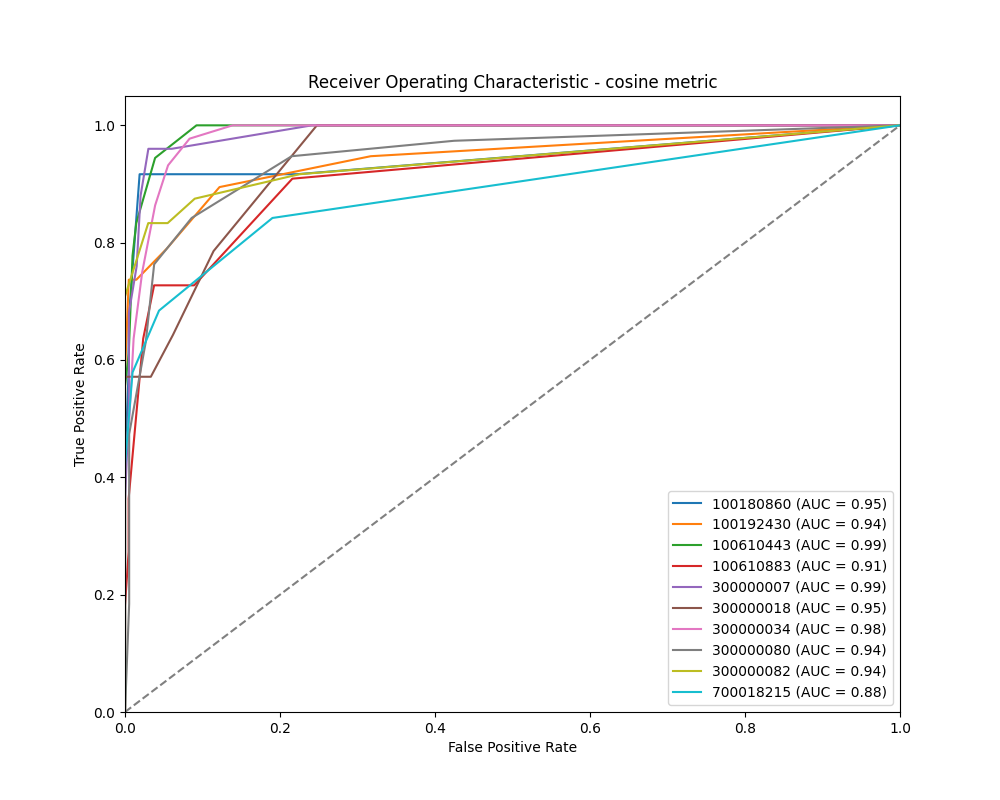 Receiver Operating Characteristic - cosine metric
True Positive Rate
1.0
0.8
0.6
0.4
0.2
0.0
0.0 0.2 0.4 0.6 0.8 1.0
False Positive Rate
100180860 (AUC = 0.95)
100192430 (AUC = 0.94)
100610443 (AUC = 0.99)
100610883 (AUC = 0.91)
300000007 (AUC = 0.99)
300000018 (AUC = 0.95)
300000034 (AUC = 0.98)
300000080 (AUC = 0.94)
300000082 (AUC = 0.94)
700018215 (AUC = 0.88)